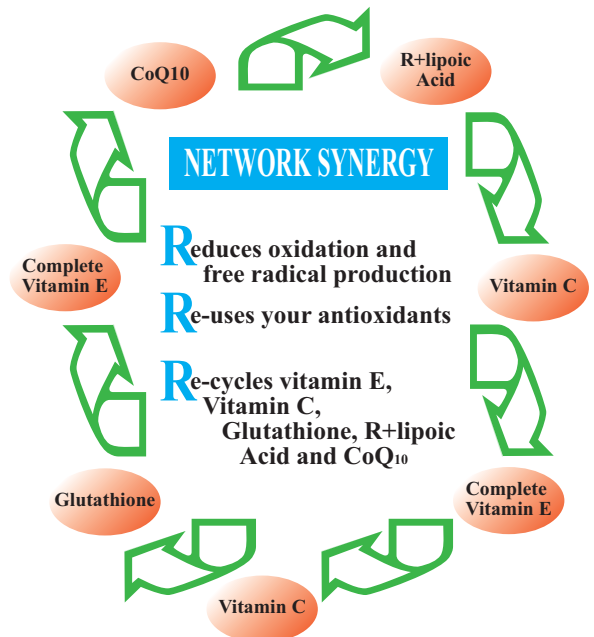 CoQ10
R+lipoic
Acid
NETWORK SYNERGY
Reduces oxidation and
free radical production
Complete
Vitamin E
Vitamin C
Re-uses your antioxidants
Re-cycles vitamin E,
Vitamin C,
Glutathione, R+lipoic
Acid and CoQ10
Glutathione
Complete
Vitamin E
Vitamin C